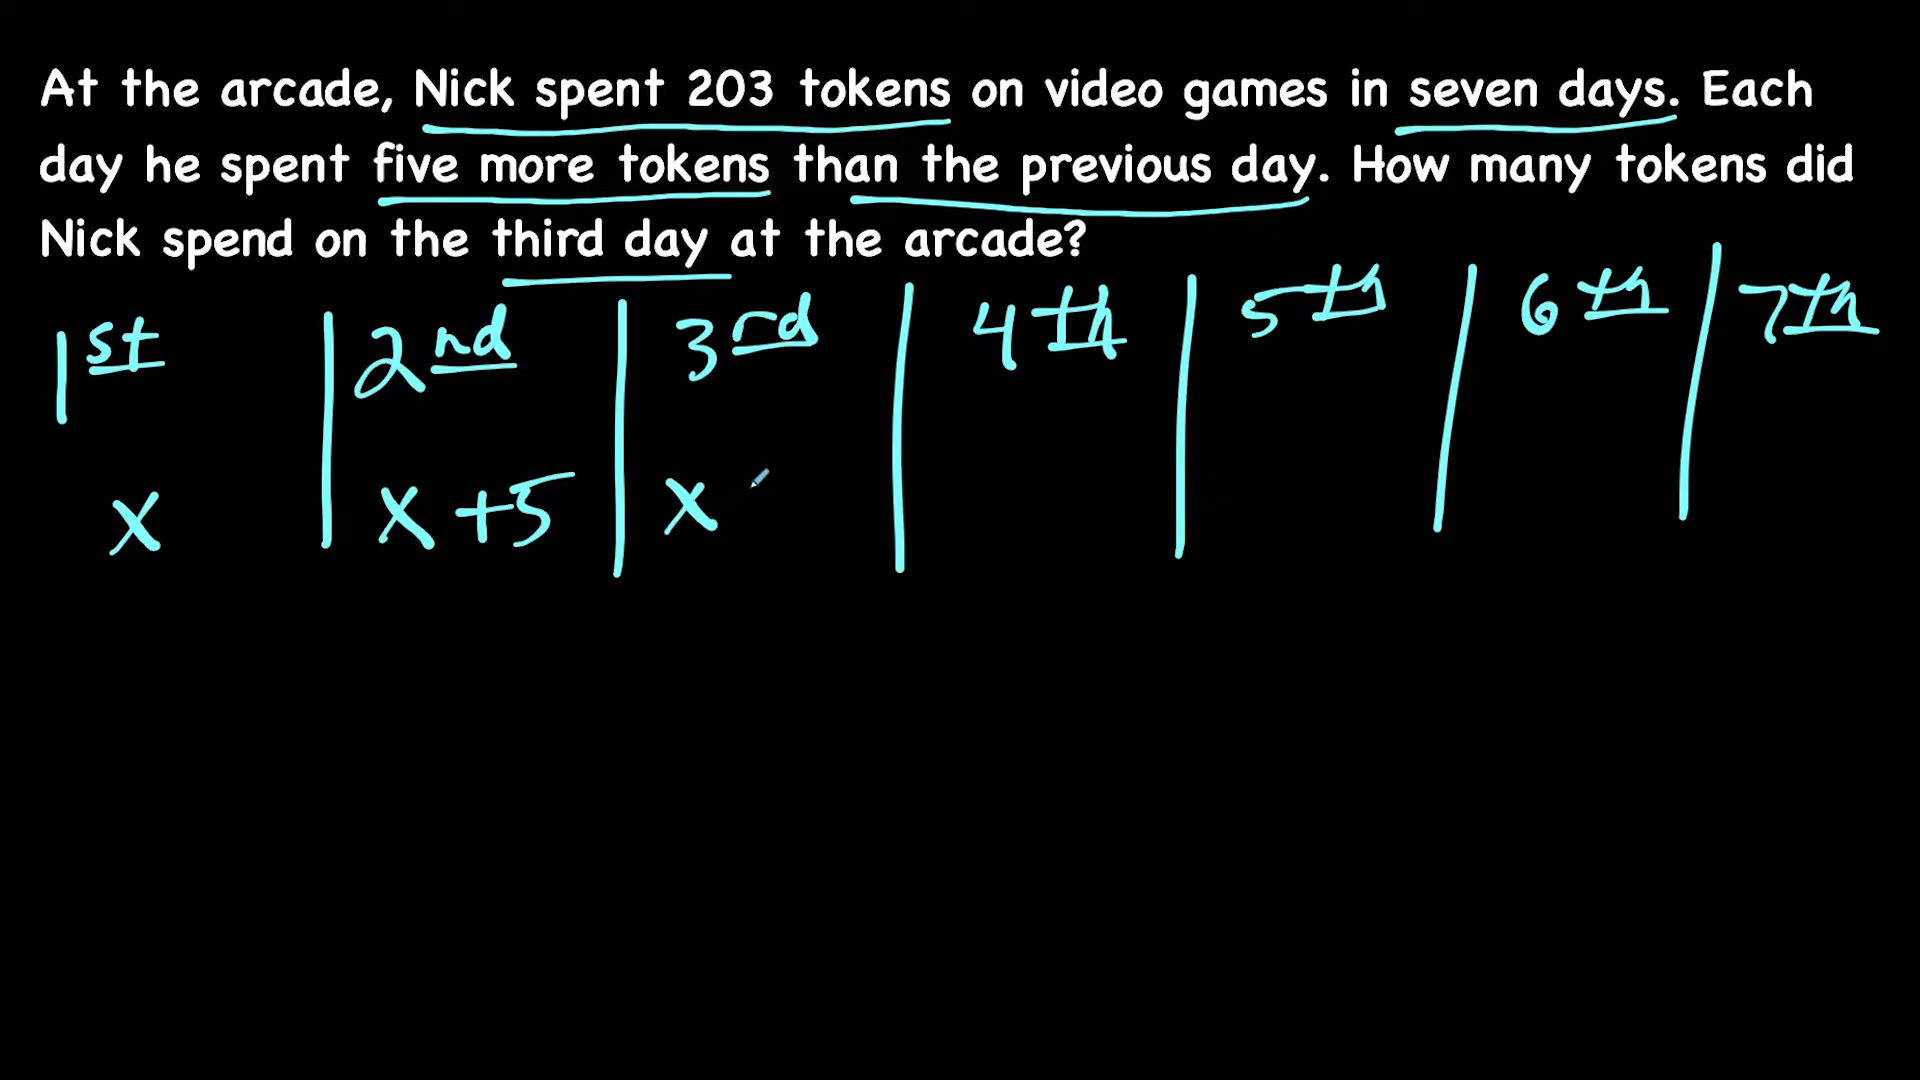 At the arcade, Nick spent 203 tokens on video games in seven days. Each
day he spent five more tokens than the previous day. How many tokens did
Nick spend on the third day at the arcade?
1st 2nd 3rd 4th 5th 6th 7th
x x+5 x